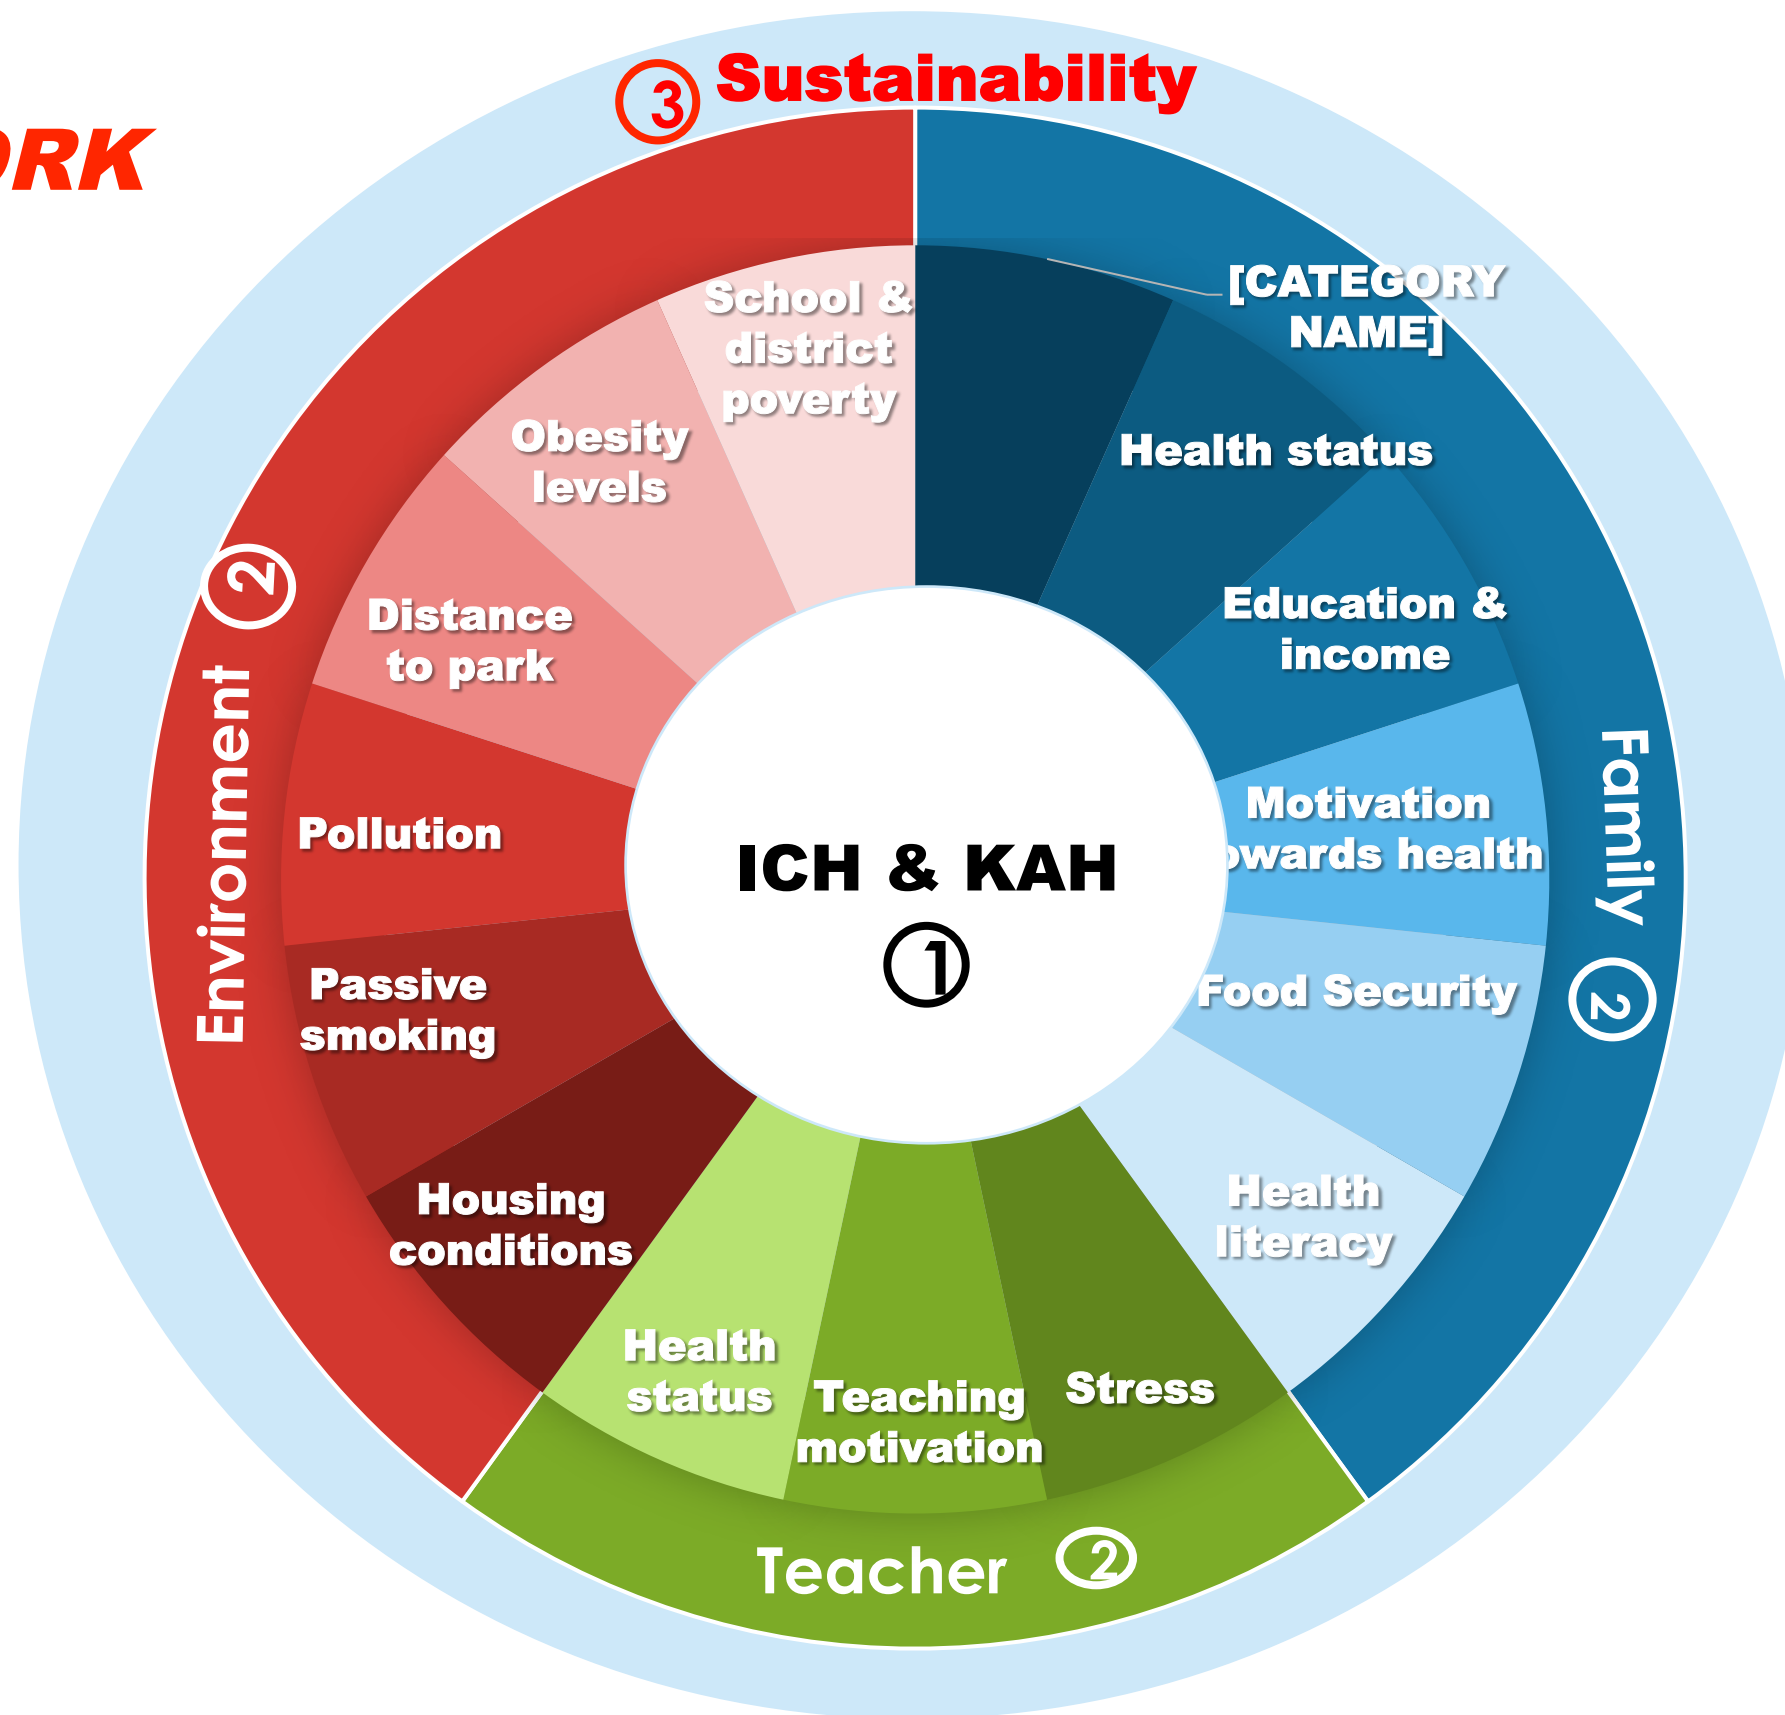 ORK
3 Sustainability
[CATEGORY
NAME]
Health status
Education &
income
Motivation
owards health
Food Security
Health
literacy
Family 2
Stress
Teaching
motivation
Health
status
Teacher 2
Housing
conditions
Passive
smoking
Pollution
Distance
to park
Obesity
levels
School &
district
poverty
Environment 2
ICH & KAH
1